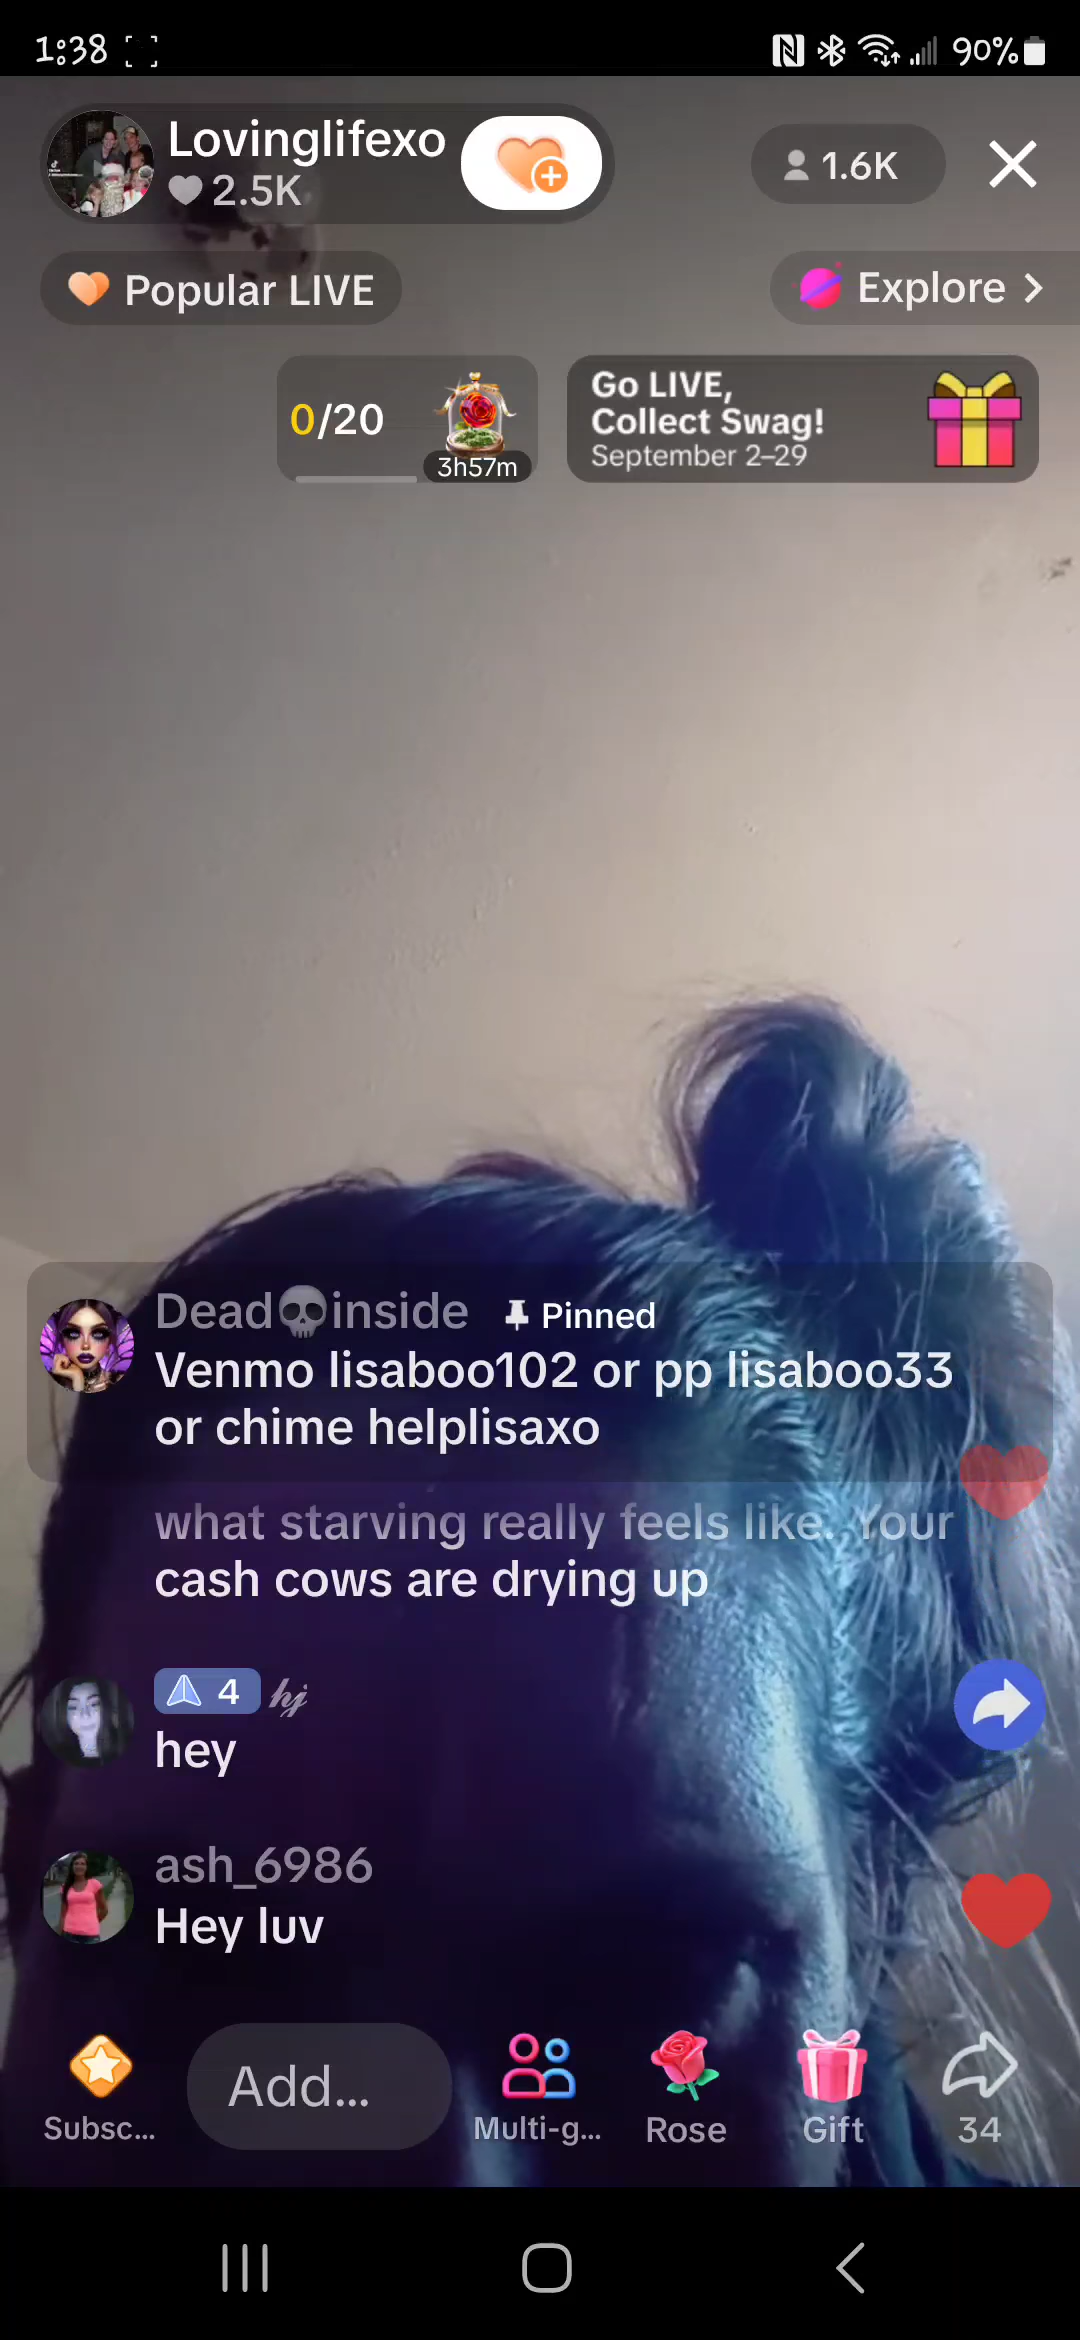 1:38
90%
Lovinglifexo
2.5K
1.6K
Popular LIVE
Explore >
0/20
3h57m
Go LIVE,
Collect Swag!
September 2–29
Dead💀inside Pinned
Venmo lisaboo102 or pp lisaboo33
or chime helplisaxo
what starving really feels like. Your
cash cows are drying up
4 𝒽𝒿
hey
ash_6986
Hey luv
Add...
Subsc...
Multi-g...
Rose
Gift
34